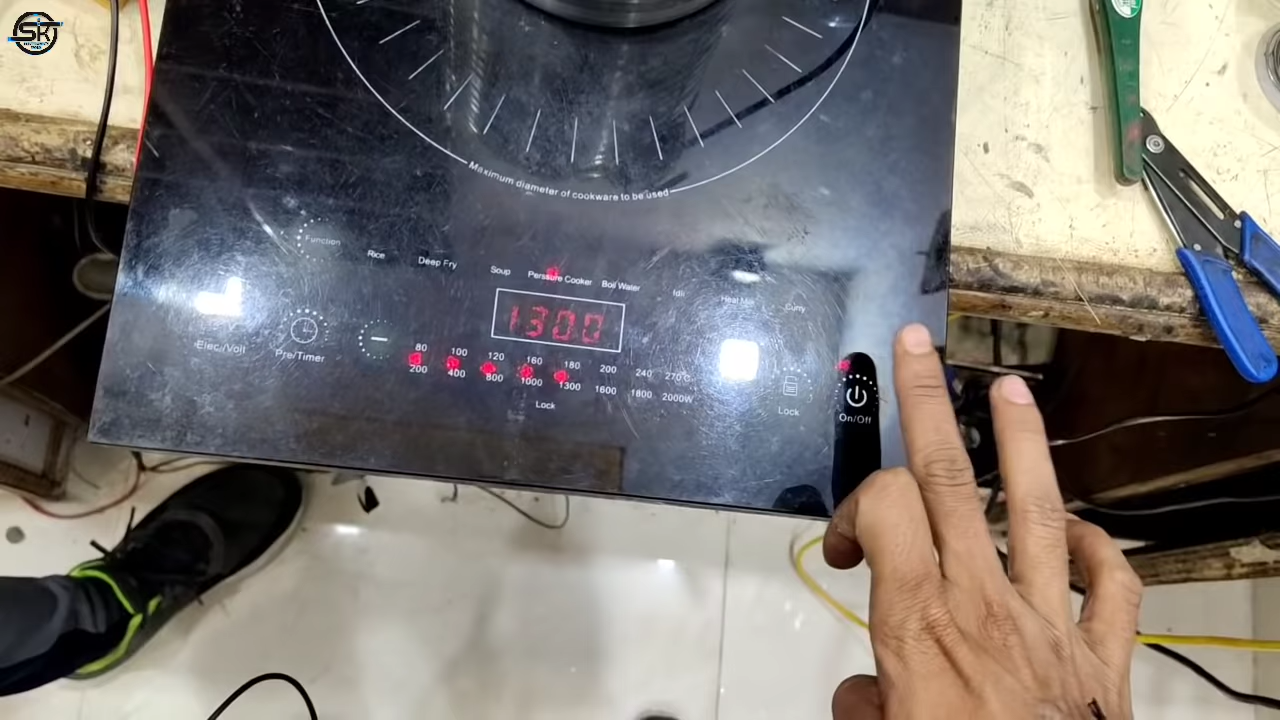 SK
Maximum diameter of cookware to be used
Function
Rice
Deep Fry
Soup
Perssure Cooker
Boil Water
Idli
Heat Milk
Curry
1300
Elec./Volt
Pre/Timer
80 100 120 160 180 200 240 270°C
200 400 800 1000 1300 1600 1800 2000W
Lock
Lock
On/Off